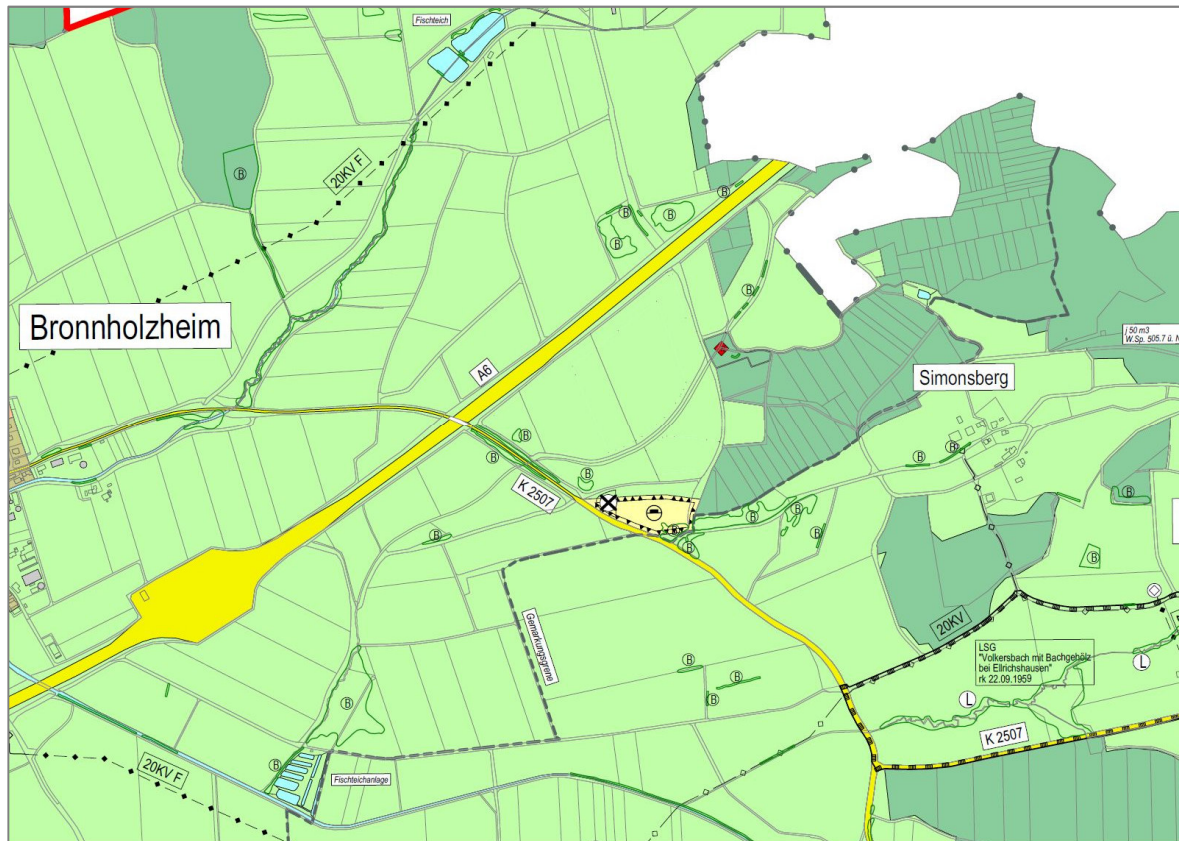 Fischteich
B
20KV F
B
B
B
B
B
Bronnholzheim
j 50 m3
W.Sp. 505.7 ü. N
A6
Simonsberg
B
B
B
B
K 2507
B
B
B
B
B
B
B
B
B
Gemarkungsgrene
20KV
LSG
"Volkersbach mit Bachgehölz
bei Ellrichshausen"
rk 22.09.1959
L
B
B
B
B
L
K 2507
20KV F
B
Fischteichanlage